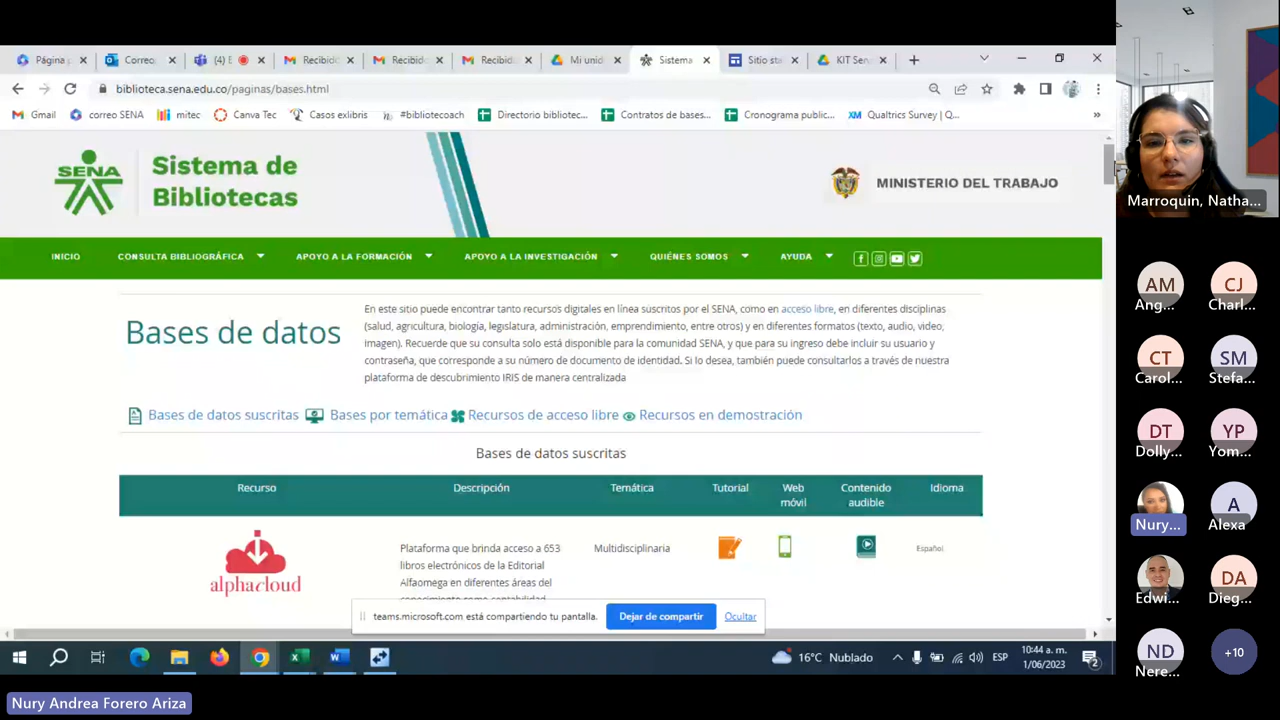 Página
Correo
(4)
Recibido
Recibido
Recibido
Mi unid
Sistema
Sitio sta
KIT Sen
biblioteca.sena.edu.co/paginas/bases.html
Gmail
correo SENA
mitec
Canva Tec
Casos exlibris
#bibliotecoach
Directorio bibliotec...
Contratos de bases...
Cronograma public...
XM Qualtrics Survey | Q...
»
SENA
Sistema de
Bibliotecas
MINISTERIO DEL TRABAJO
INICIO
CONSULTA BIBLIOGRÁFICA
APOYO A LA FORMACIÓN
APOYO A LA INVESTIGACIÓN
QUIÉNES SOMOS
AYUDA
Bases de datos
En este sitio puede encontrar tanto recursos digitales en línea suscritos por el SENA, como en acceso libre, en diferentes disciplinas
(salud, agricultura, biología, legislatura, administración, emprendimiento, entre otros) y en diferentes formatos (texto, audio, video,
imagen). Recuerde que su consulta solo está disponible para la comunidad SENA, y que para su ingreso debe incluir su usuario y
contraseña, que corresponde a su número de documento de identidad. Si lo desea, también puede consultarlos a través de nuestra
plataforma de descubrimiento IRIS de manera centralizada
Bases de datos suscritas
Bases por temática
Recursos de acceso libre
Recursos en demostración
Bases de datos suscritas
Recurso
Descripción
Temática
Tutorial
Web
móvil
Contenido
audible
Idioma
alphacloud
Plataforma que brinda acceso a 653
libros electrónicos de la Editorial
Alfaomega en diferentes áreas del
conocimiento como contabilidad
Multidisciplinaria
Español
teams.microsoft.com está compartiendo tu pantalla.
Dejar de compartir
Ocultar
16°C Nublado
ESP
10:44 a. m.
1/06/2023
2
Nury Andrea Forero Ariza
Marroquin, Natha...
AM
Ang...
CJ
Charl...
CT
Carol...
SM
Stefa...
DT
Dolly...
YP
Yom...
Nury...
A
Alexa
Edwi...
DA
Dieg...
ND
Nere...
+10